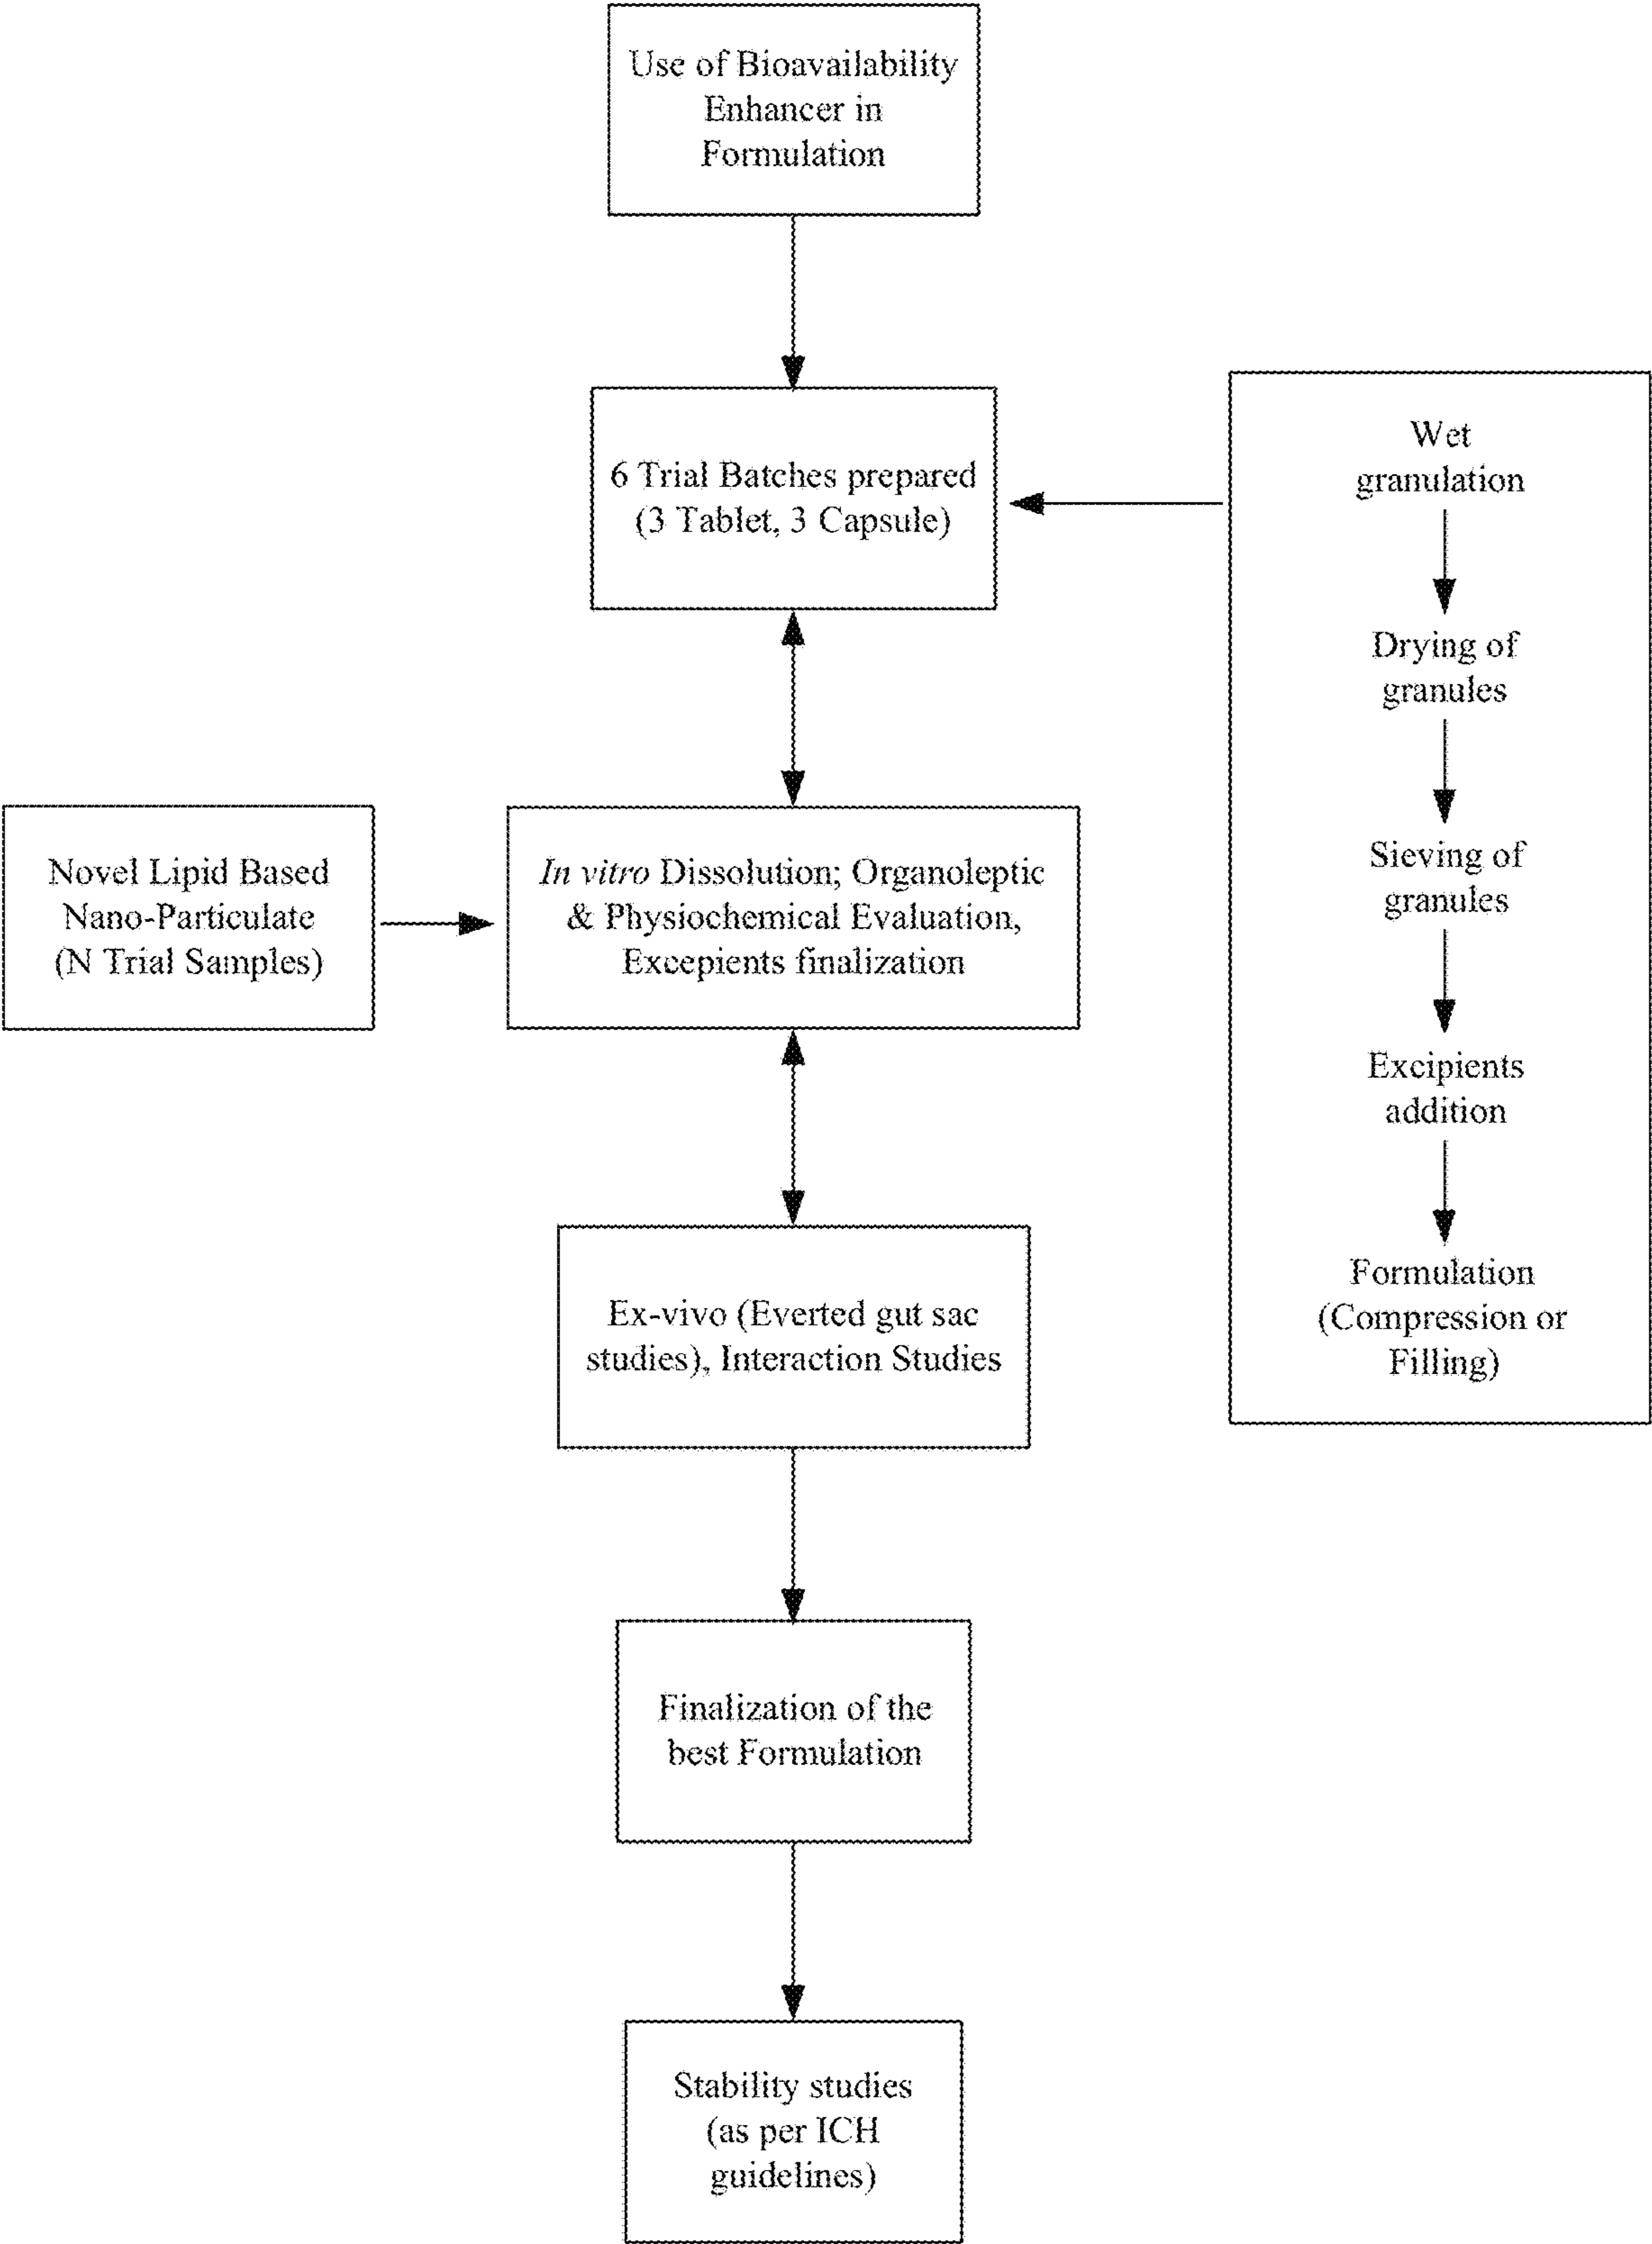 Use of Bioavailability
Enhancer in
Formulation
6 Trial Batches prepared
(3 Tablet, 3 Capsule)
Wet
granulation
Drying of
granules
Sieving of
granules
Excipients
addition
Formulation
(Compression or
Filling)
Novel Lipid Based
Nano-Particulate
(N Trial Samples)
In vitro Dissolution; Organoleptic
& Physiochemical Evaluation,
Excepients finalization
Ex-vivo (Everted gut sac
studies), Interaction Studies
Finalization of the
best Formulation
Stability studies
(as per ICH
guidelines)